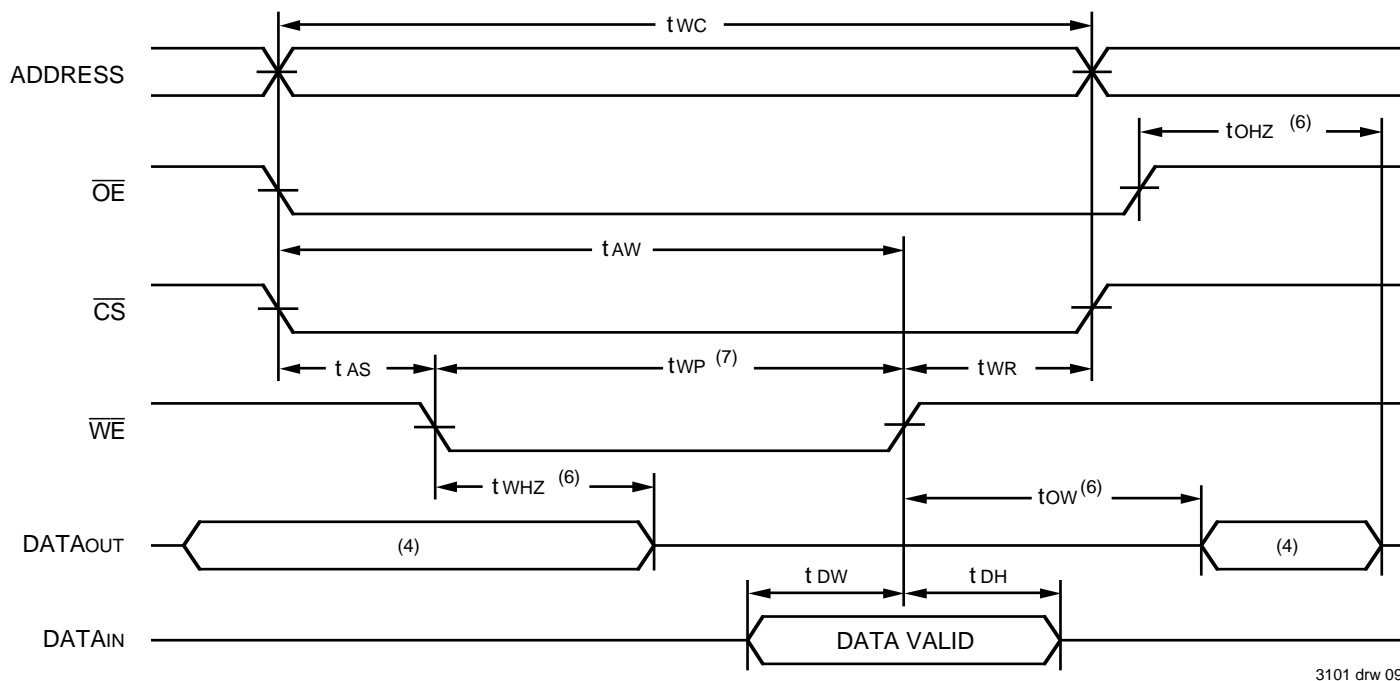 tWC
ADDRESS
tOHZ (6)
OE
tAW
CS
tAS tWP (7) tWR
WE
tWHZ (6) tOW (6)
DATAOUT (4) (4)
tDW tDH
DATAIN DATA VALID
3101 drw 09